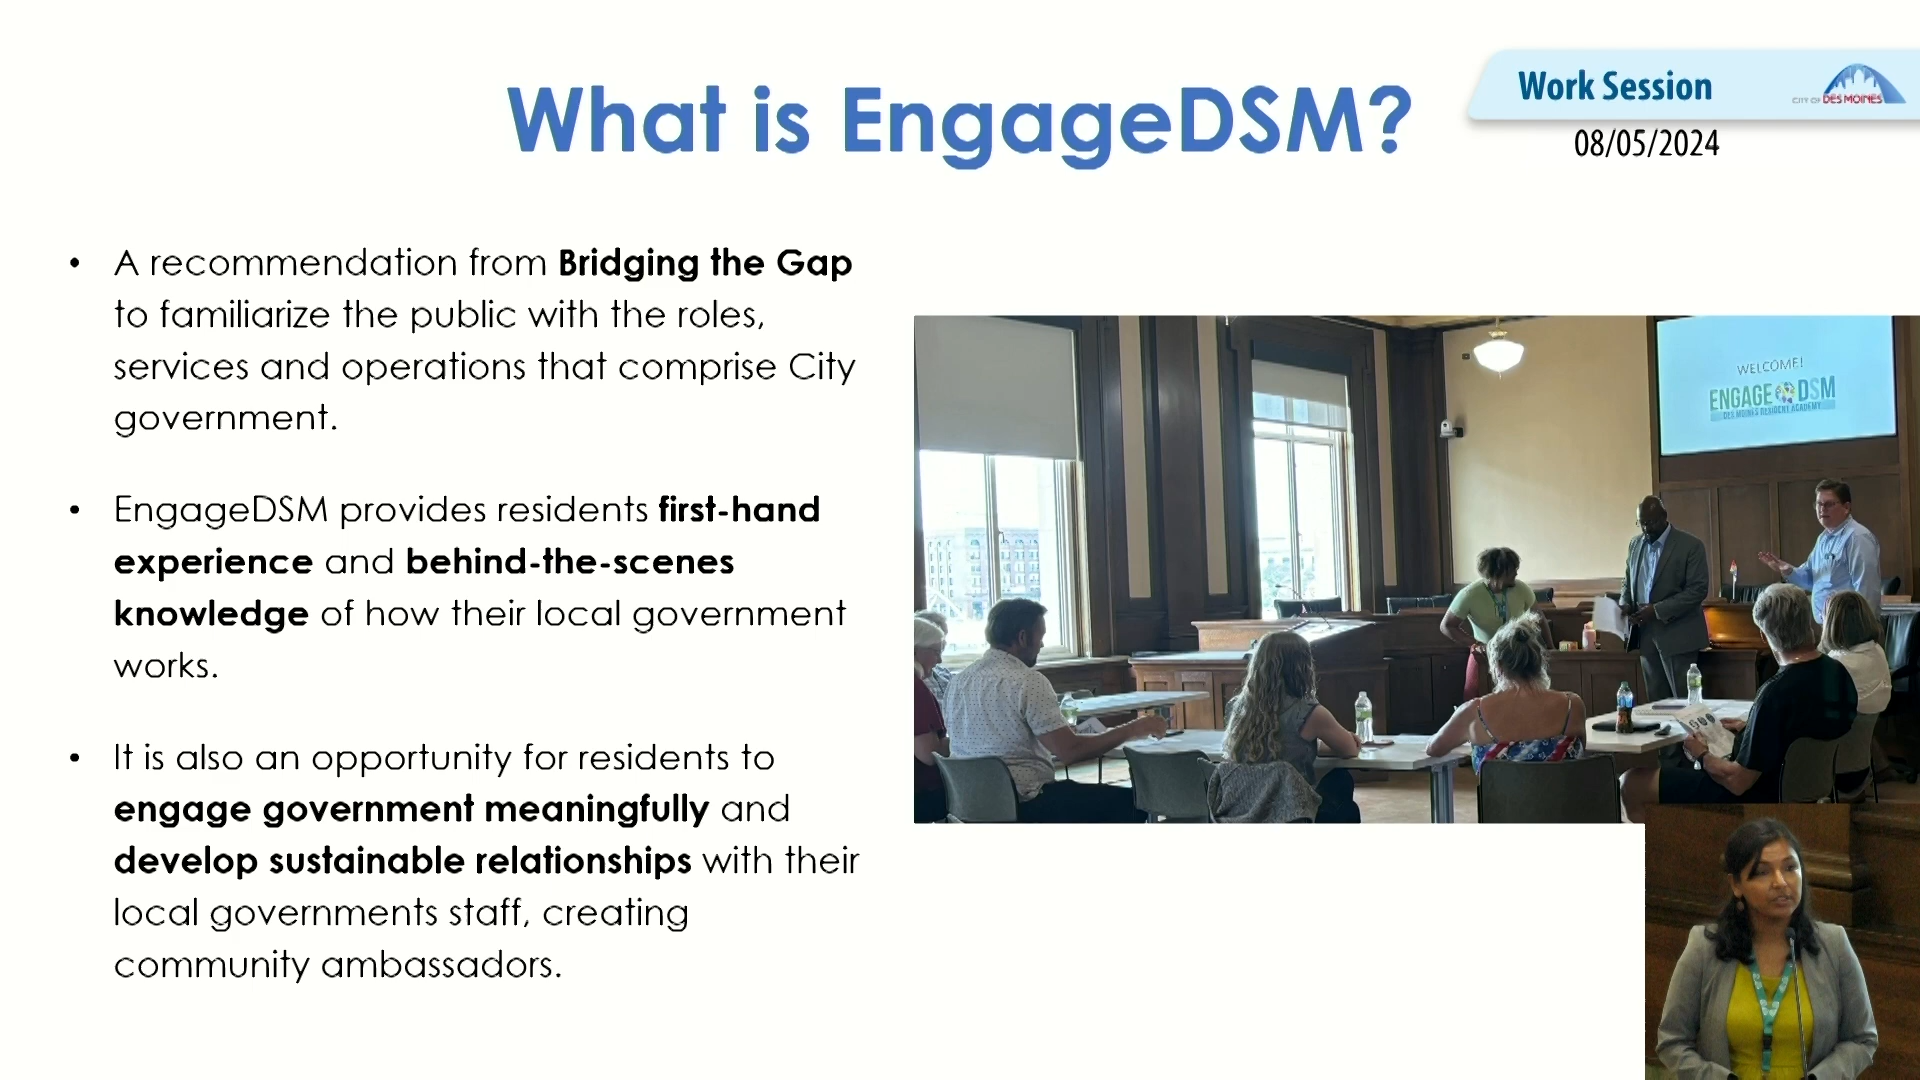 What is EngageDSM?
Work Session
CITY OF DES MOINES
08/05/2024
• A recommendation from Bridging the Gap
to familiarize the public with the roles,
services and operations that comprise City
government.
• EngageDSM provides residents first-hand
experience and behind-the-scenes
knowledge of how their local government
works.
• It is also an opportunity for residents to
engage government meaningfully and
develop sustainable relationships with their
local governments staff, creating
community ambassadors.
WELCOME!
ENGAGE DSM
DES MOINES RESIDENT ACADEMY